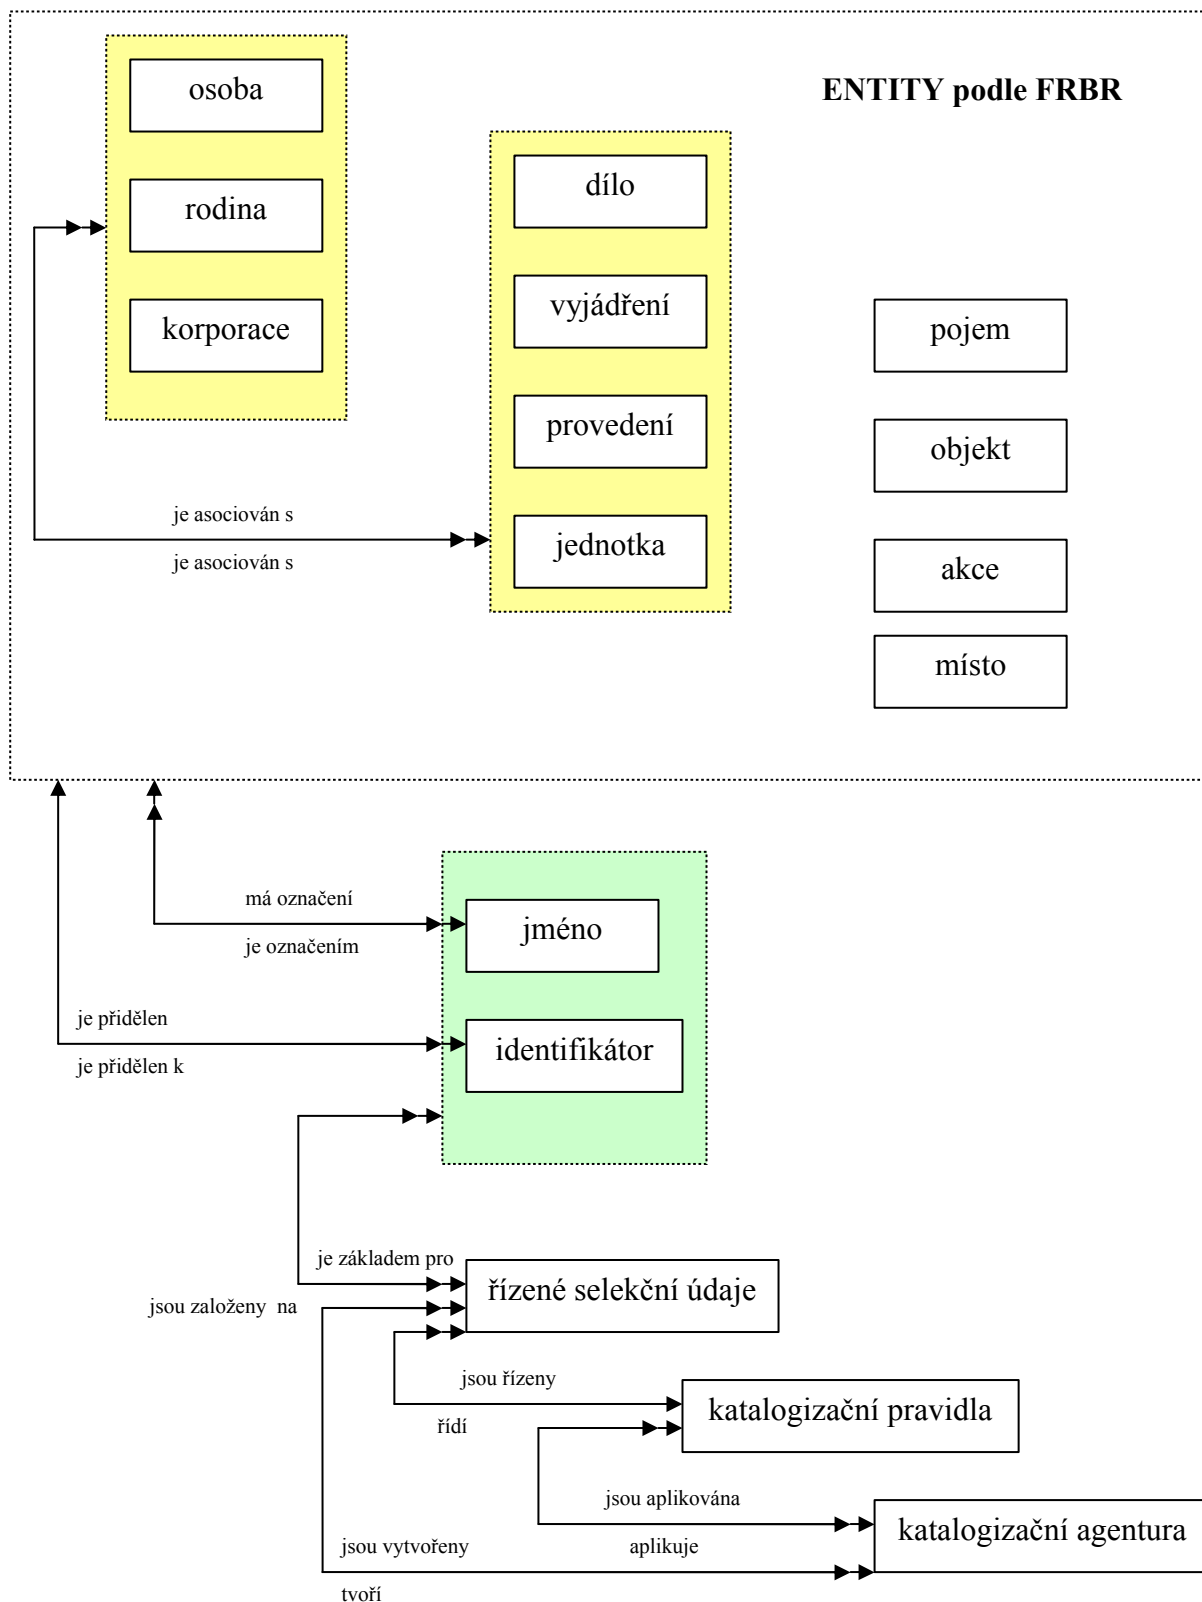 osoba
ENTITY podle FRBR
dílo
rodina
vyjádření
korporace
pojem
provedení
objekt
je asociován s
jednotka
je asociován s
akce
místo
má označení
jméno
je označením
je přidělen
identifikátor
je přidělen k
je základem pro
řízené selekční údaje
jsou založeny na
jsou řízeny
katalogizační pravidla
řídí
jsou aplikována
katalogizační agentura
jsou vytvořeny
aplikuje
tvoří